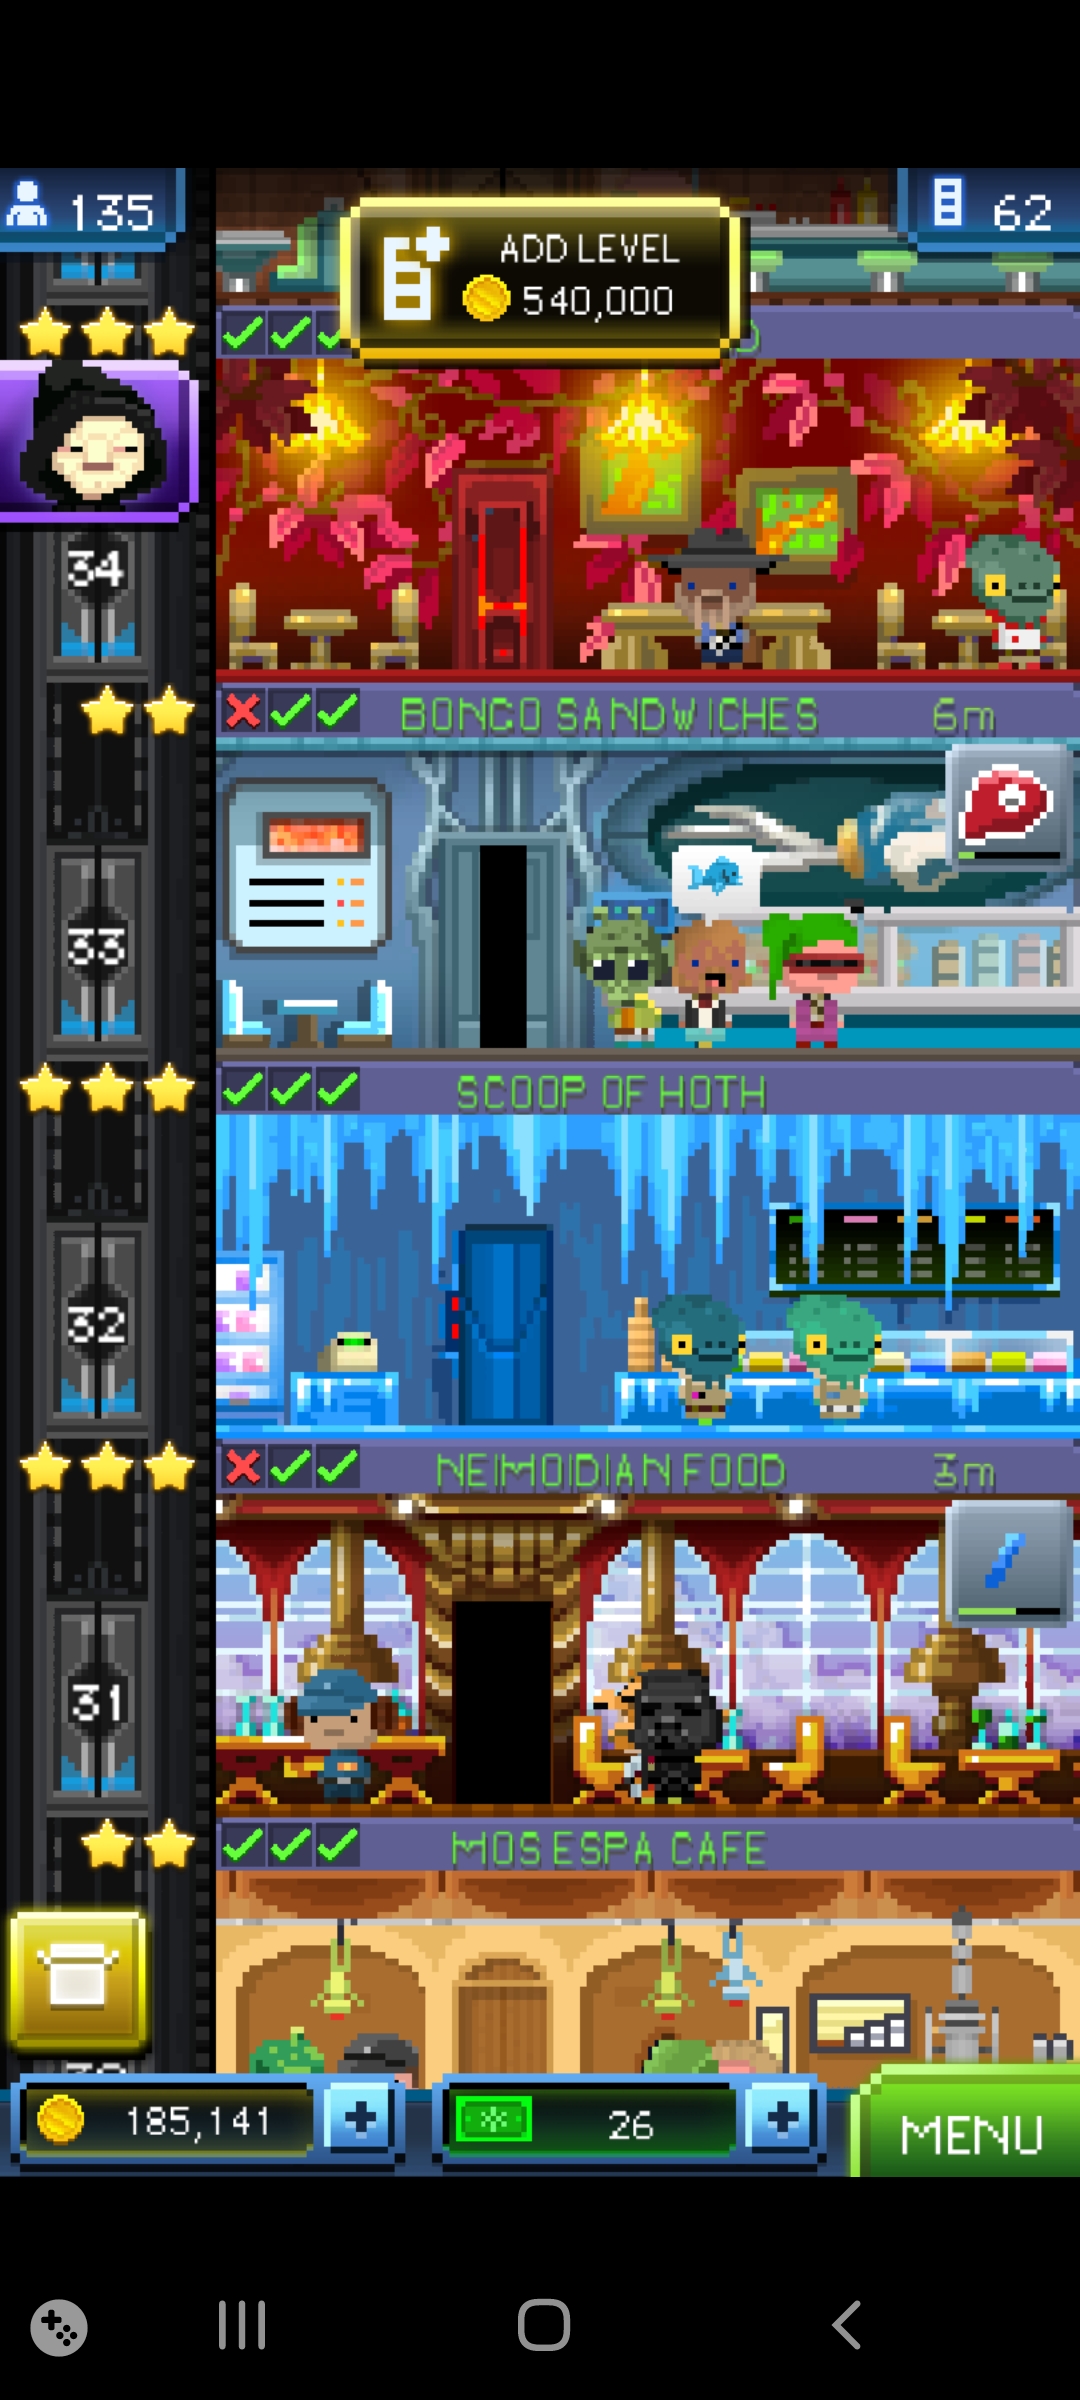 135
ADD LEVEL
540,000
62
34
BONGO SANDWICHES 6m
33
SCOOP OF HOTH
32
NEIMOIDIAN FOOD 3m
31
MOS ESPA CAFE
185,141
26
MENU